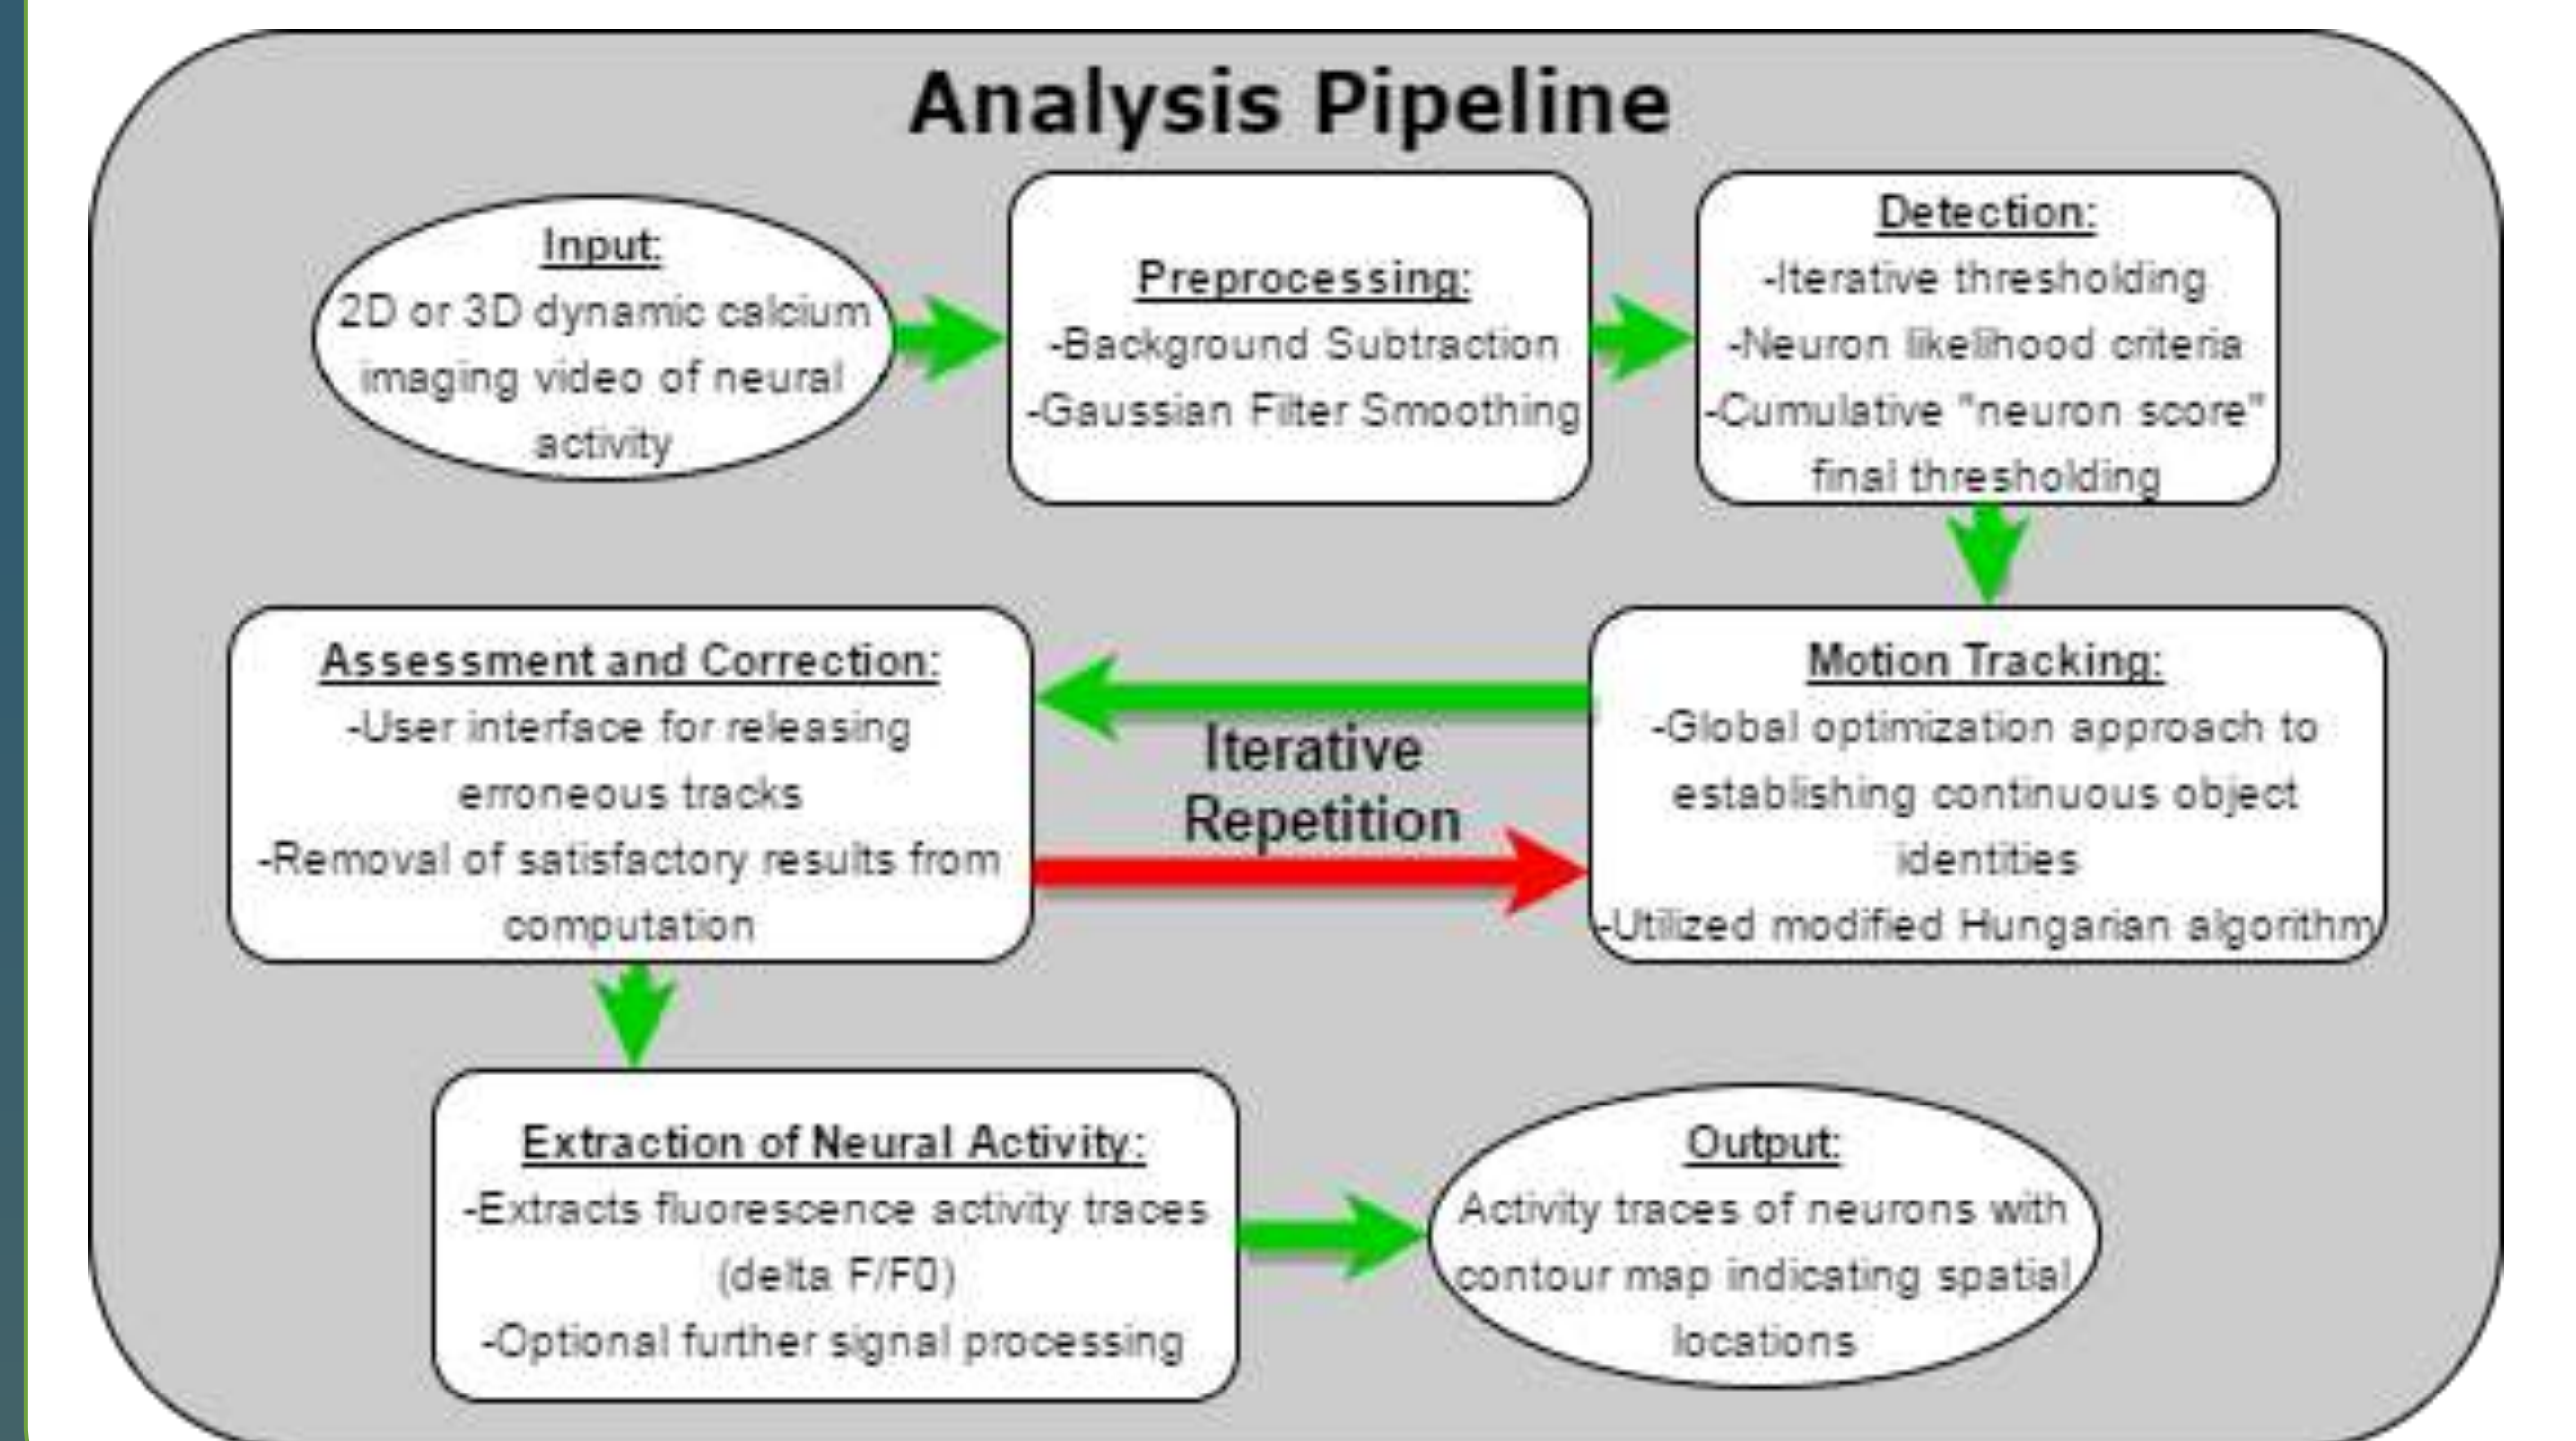 Analysis Pipeline
Input:
2D or 3D dynamic calcium
imaging video of neural
activity
Preprocessing:
-Background Subtraction
-Gaussian Filter Smoothing
Detection:
-Iterative thresholding
-Neuron likelihood criteria
-Cumulative "neuron score"
final thresholding
Motion Tracking:
-Global optimization approach to
establishing continuous object
identities
-Utilized modified Hungarian algorithm
Iterative
Repetition
Assessment and Correction:
-User interface for releasing
erroneous tracks
-Removal of satisfactory results from
computation
Extraction of Neural Activity:
-Extracts fluorescence activity traces
(delta F/F0)
-Optional further signal processing
Output:
Activity traces of neurons with
contour map indicating spatial
locations